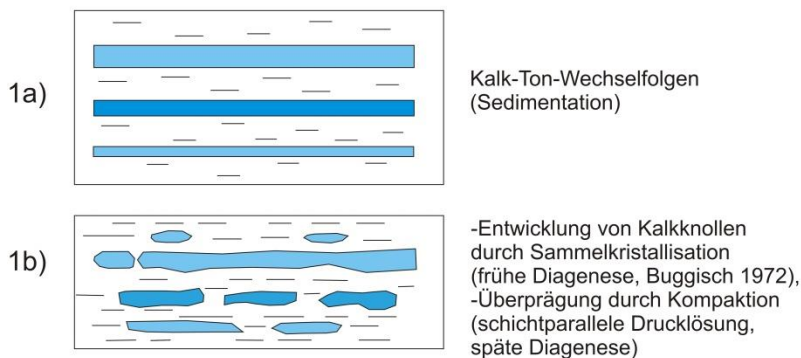 1a)
Kalk-Ton-Wechselfolgen
(Sedimentation)
1b)
-Entwicklung von Kalkknollen
durch Sammelkristallisation
(frühe Diagenese, Buggisch 1972),
-Überprägung durch Kompaktion
(schichtparallele Drucklösung,
späte Diagenese)